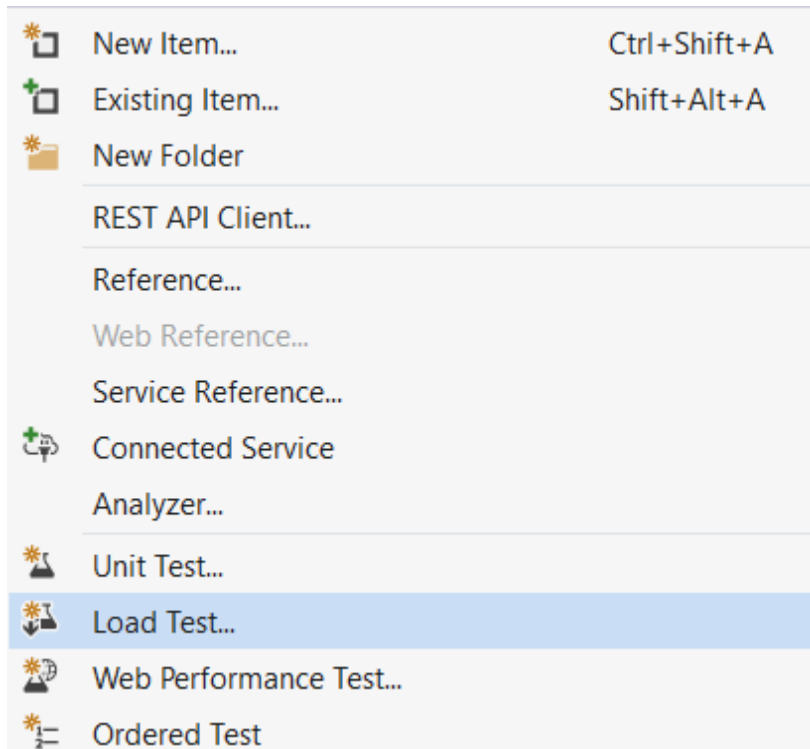 New Item... Ctrl+Shift+A
Existing Item... Shift+Alt+A
New Folder
REST API Client...
Reference...
Web Reference...
Service Reference...
Connected Service
Analyzer...
Unit Test...
Load Test...
Web Performance Test...
Ordered Test